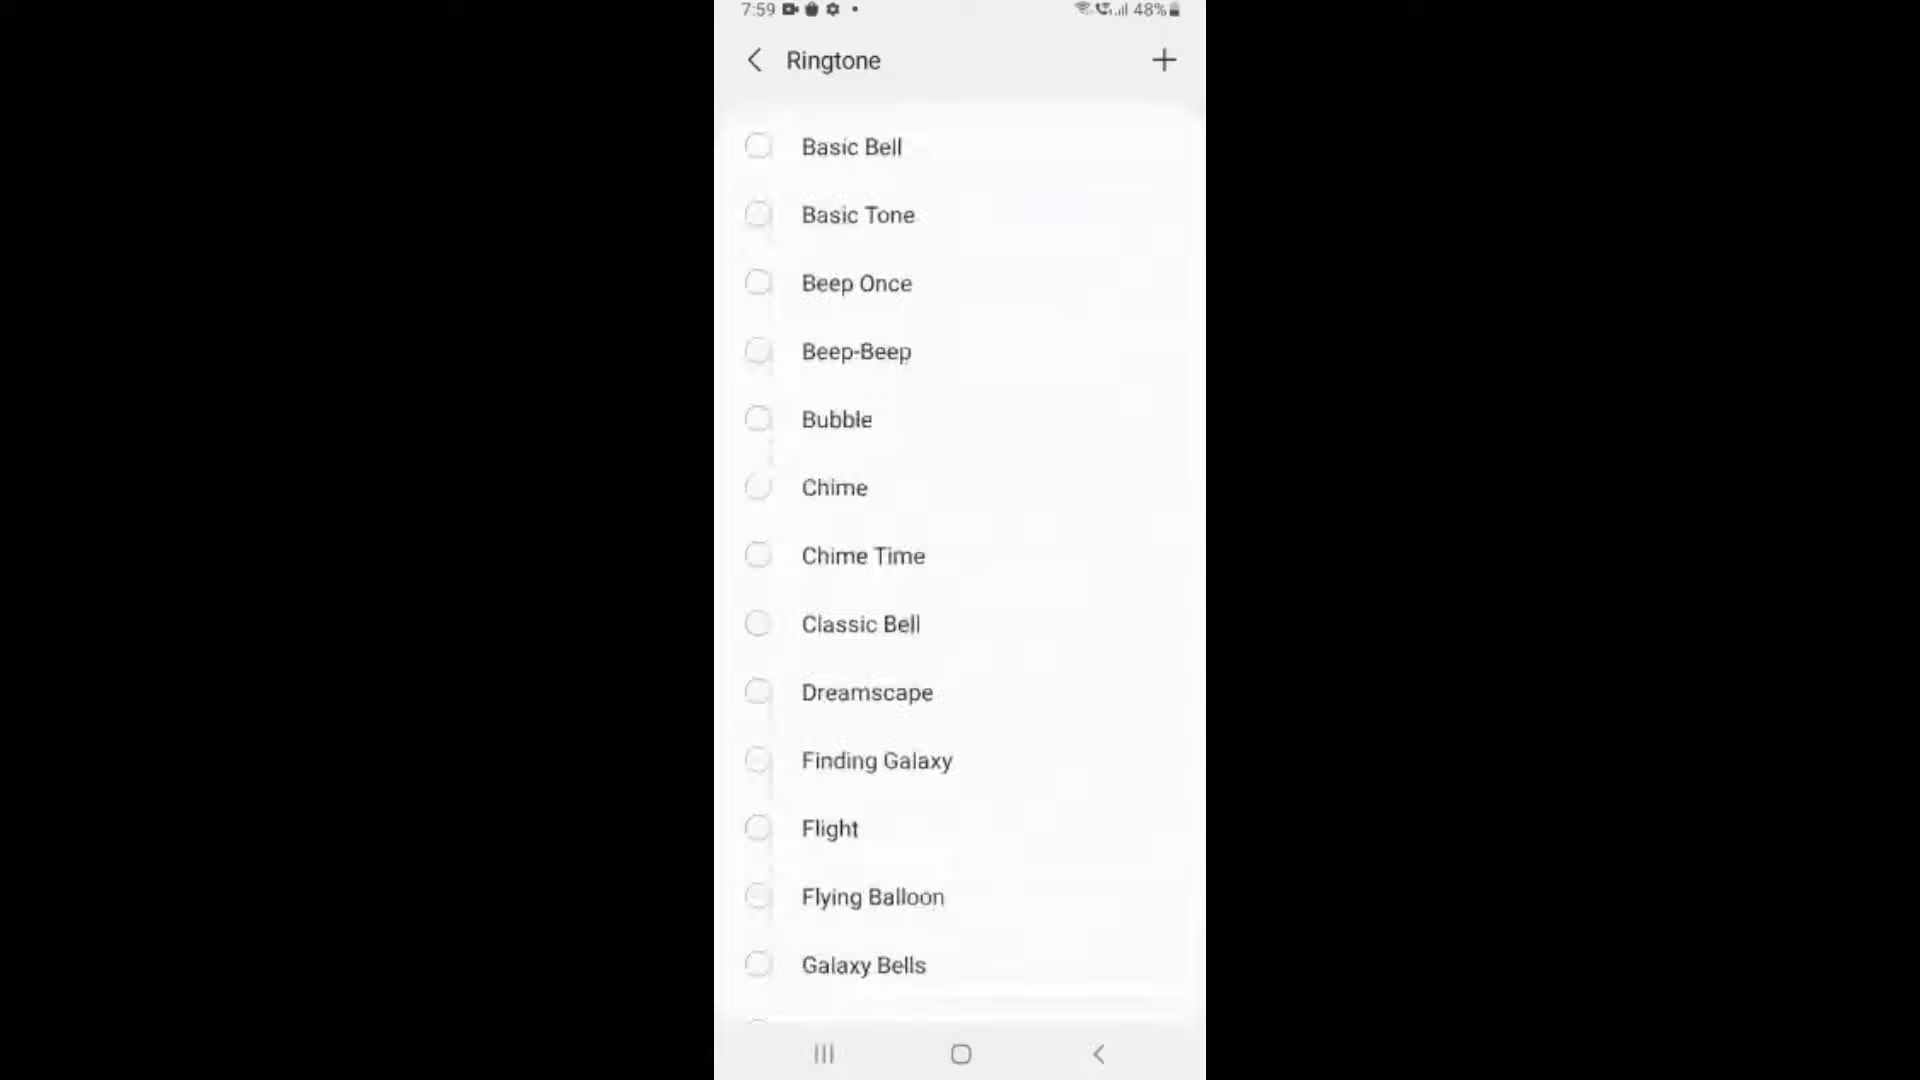 7:59 48%
Ringtone
Basic Bell
Basic Tone
Beep Once
Beep-Beep
Bubble
Chime
Chime Time
Classic Bell
Dreamscape
Finding Galaxy
Flight
Flying Balloon
Galaxy Bells